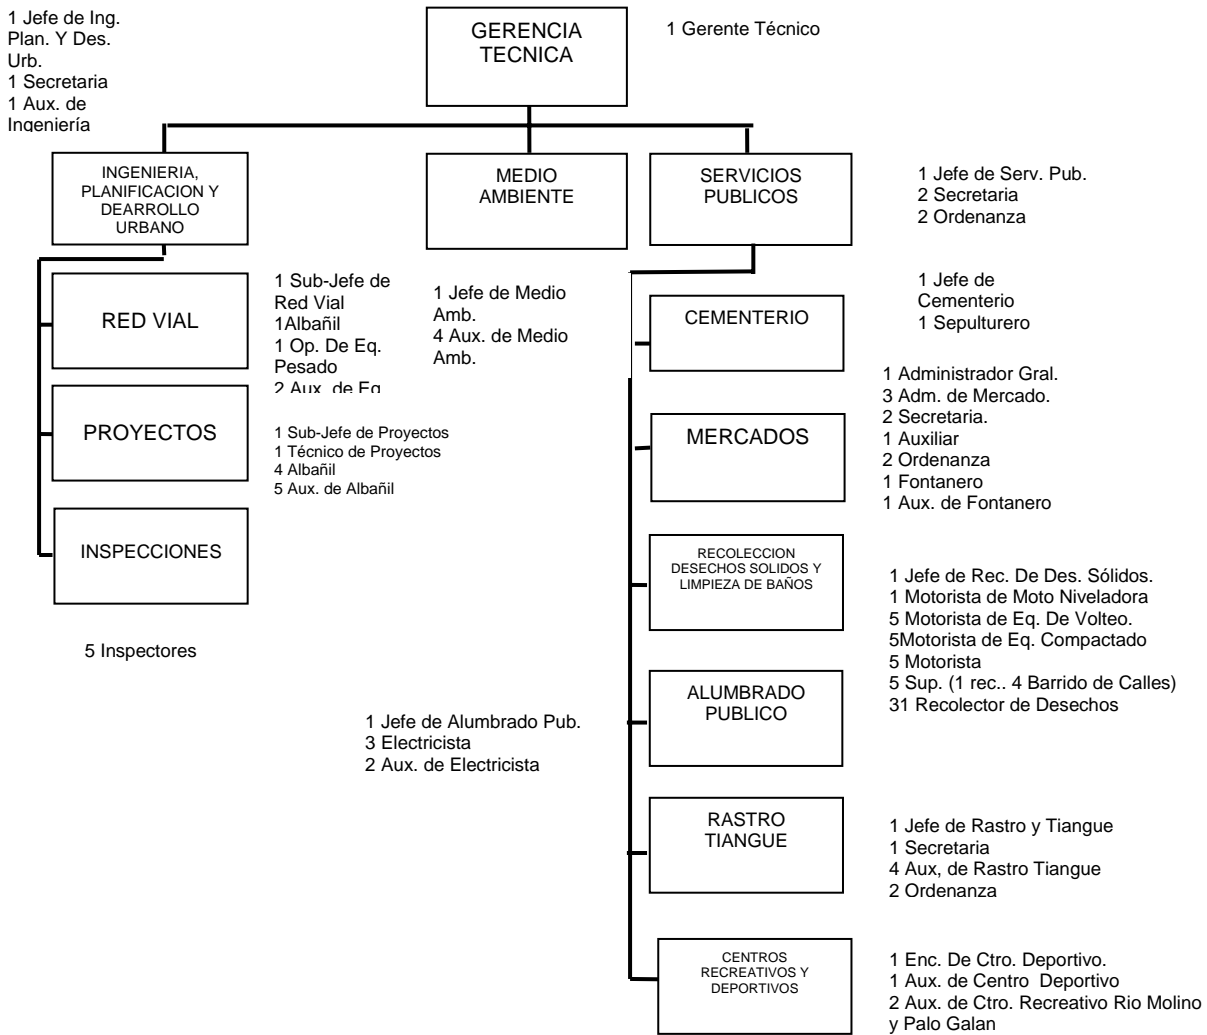 1 Jefe de Ing.
Plan. Y Des.
Urb.
1 Secretaria
1 Aux. de
Ingeniería
GERENCIA
TECNICA
1 Gerente Técnico
INGENIERIA,
PLANIFICACION Y
DEARROLLO
URBANO
MEDIO
AMBIENTE
SERVICIOS
PUBLICOS
1 Jefe de Serv. Pub.
2 Secretaria
2 Ordenanza
RED VIAL
1 Sub-Jefe de
Red Vial
1Albañil
1 Op. De Eq.
Pesado
2 Aux. de Eq
1 Jefe de Medio
Amb.
4 Aux. de Medio
Amb.
CEMENTERIO
1 Jefe de
Cementerio
1 Sepulturero
PROYECTOS
1 Sub-Jefe de Proyectos
1 Técnico de Proyectos
4 Albañil
5 Aux. de Albañil
MERCADOS
1 Administrador Gral.
3 Adm. de Mercado.
2 Secretaria.
1 Auxiliar
2 Ordenanza
1 Fontanero
1 Aux. de Fontanero
INSPECCIONES
5 Inspectores
RECOLECCION
DESECHOS SOLIDOS Y
LIMPIEZA DE BAÑOS
1 Jefe de Rec. De Des. Sólidos.
1 Motorista de Moto Niveladora
5 Motorista de Eq. De Volteo.
5Motorista de Eq. Compactado
5 Motorista
5 Sup. (1 rec.. 4 Barrido de Calles)
31 Recolector de Desechos
1 Jefe de Alumbrado Pub.
3 Electricista
2 Aux. de Electricista
ALUMBRADO
PUBLICO
RASTRO
TIANGUE
1 Jefe de Rastro y Tiangue
1 Secretaria
4 Aux, de Rastro Tiangue
2 Ordenanza
CENTROS
RECREATIVOS Y
DEPORTIVOS
1 Enc. De Ctro. Deportivo.
1 Aux. de Centro Deportivo
2 Aux. de Ctro. Recreativo Rio Molino
y Palo Galan